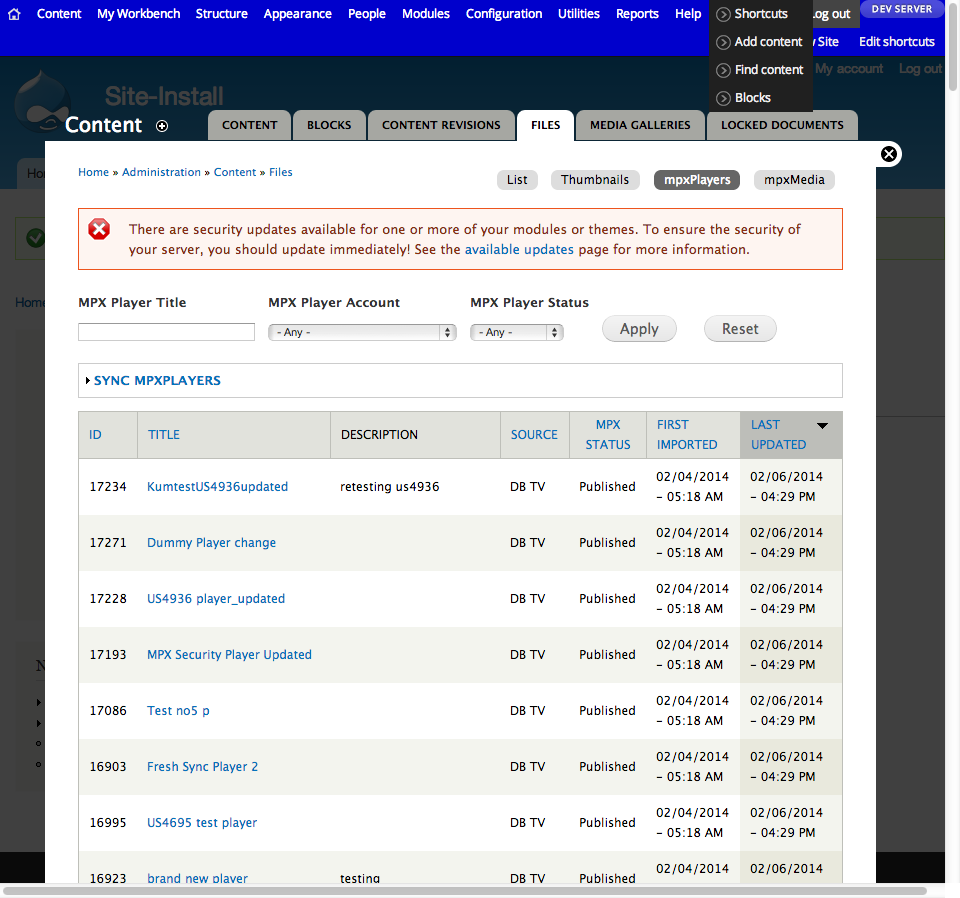 Content My Workbench Structure Appearance People Modules Configuration Utilities Reports Help Shortcuts Log out DEV SERVER
Add content Site Edit shortcuts
Find content My account Log out
Blocks
Site-Install
Content CONTENT BLOCKS CONTENT REVISIONS FILES MEDIA GALLERIES LOCKED DOCUMENTS
Home » Administration » Content » Files List Thumbnails mpxPlayers mpxMedia
There are security updates available for one or more of your modules or themes. To ensure the security of
your server, you should update immediately! See the available updates page for more information.
Home
MPX Player Title MPX Player Account MPX Player Status
- Any - - Any - Apply Reset
SYNC MPXPLAYERS
ID TITLE DESCRIPTION SOURCE MPX STATUS FIRST IMPORTED LAST UPDATED
17234 KumtestUS4936updated retesting us4936 DB TV Published 02/04/2014 - 05:18 AM 02/06/2014 - 04:29 PM
17271 Dummy Player change DB TV Published 02/04/2014 - 05:18 AM 02/06/2014 - 04:29 PM
17228 US4936 player_updated DB TV Published 02/04/2014 - 05:18 AM 02/06/2014 - 04:29 PM
17193 MPX Security Player Updated DB TV Published 02/04/2014 - 05:18 AM 02/06/2014 - 04:29 PM
17086 Test no5 p DB TV Published 02/04/2014 - 05:18 AM 02/06/2014 - 04:29 PM
16903 Fresh Sync Player 2 DB TV Published 02/04/2014 - 05:18 AM 02/06/2014 - 04:29 PM
16995 US4695 test player DB TV Published 02/04/2014 - 05:18 AM 02/06/2014 - 04:29 PM
16923 brand new player testing DB TV Published 02/04/2014 02/06/2014